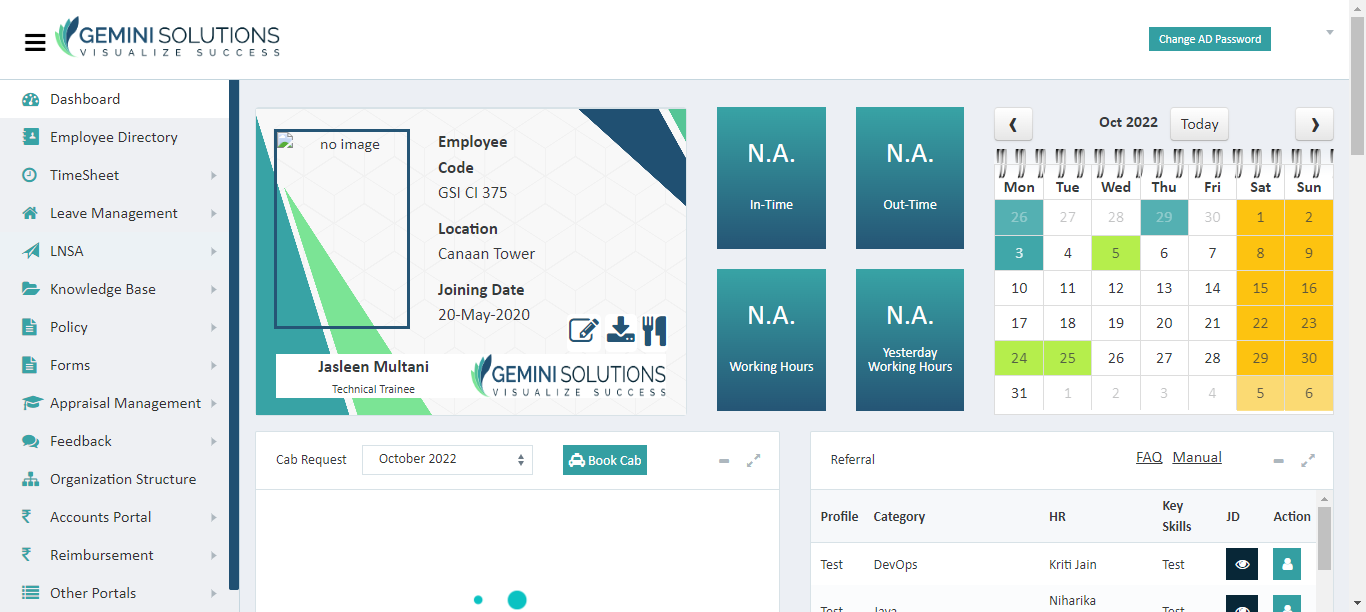 GEMINI SOLUTIONS
VISUALIZE SUCCESS
Change AD Password
Dashboard
Employee Directory
TimeSheet
Leave Management
LNSA
Knowledge Base
Policy
Forms
Appraisal Management
Feedback
Organization Structure
Accounts Portal
Reimbursement
Other Portals
no image
Employee
Code
GSI CI 375
Location
Canaan Tower
Joining Date
20-May-2020
Jasleen Multani
Technical Trainee
GEMINI SOLUTIONS
VISUALIZE SUCCESS
N.A.
In-Time
N.A.
Out-Time
N.A.
Working Hours
N.A.
Yesterday
Working Hours
❮ Oct 2022 Today ❯
Mon Tue Wed Thu Fri Sat Sun
26 27 28 29 30 1 2
3 4 5 6 7 8 9
10 11 12 13 14 15 16
17 18 19 20 21 22 23
24 25 26 27 28 29 30
31 1 2 3 4 5 6
Cab Request October 2022 Book Cab
Referral FAQ Manual
Profile Category HR Key Skills JD Action
Test DevOps Kriti Jain Test
Test Java Niharika Test